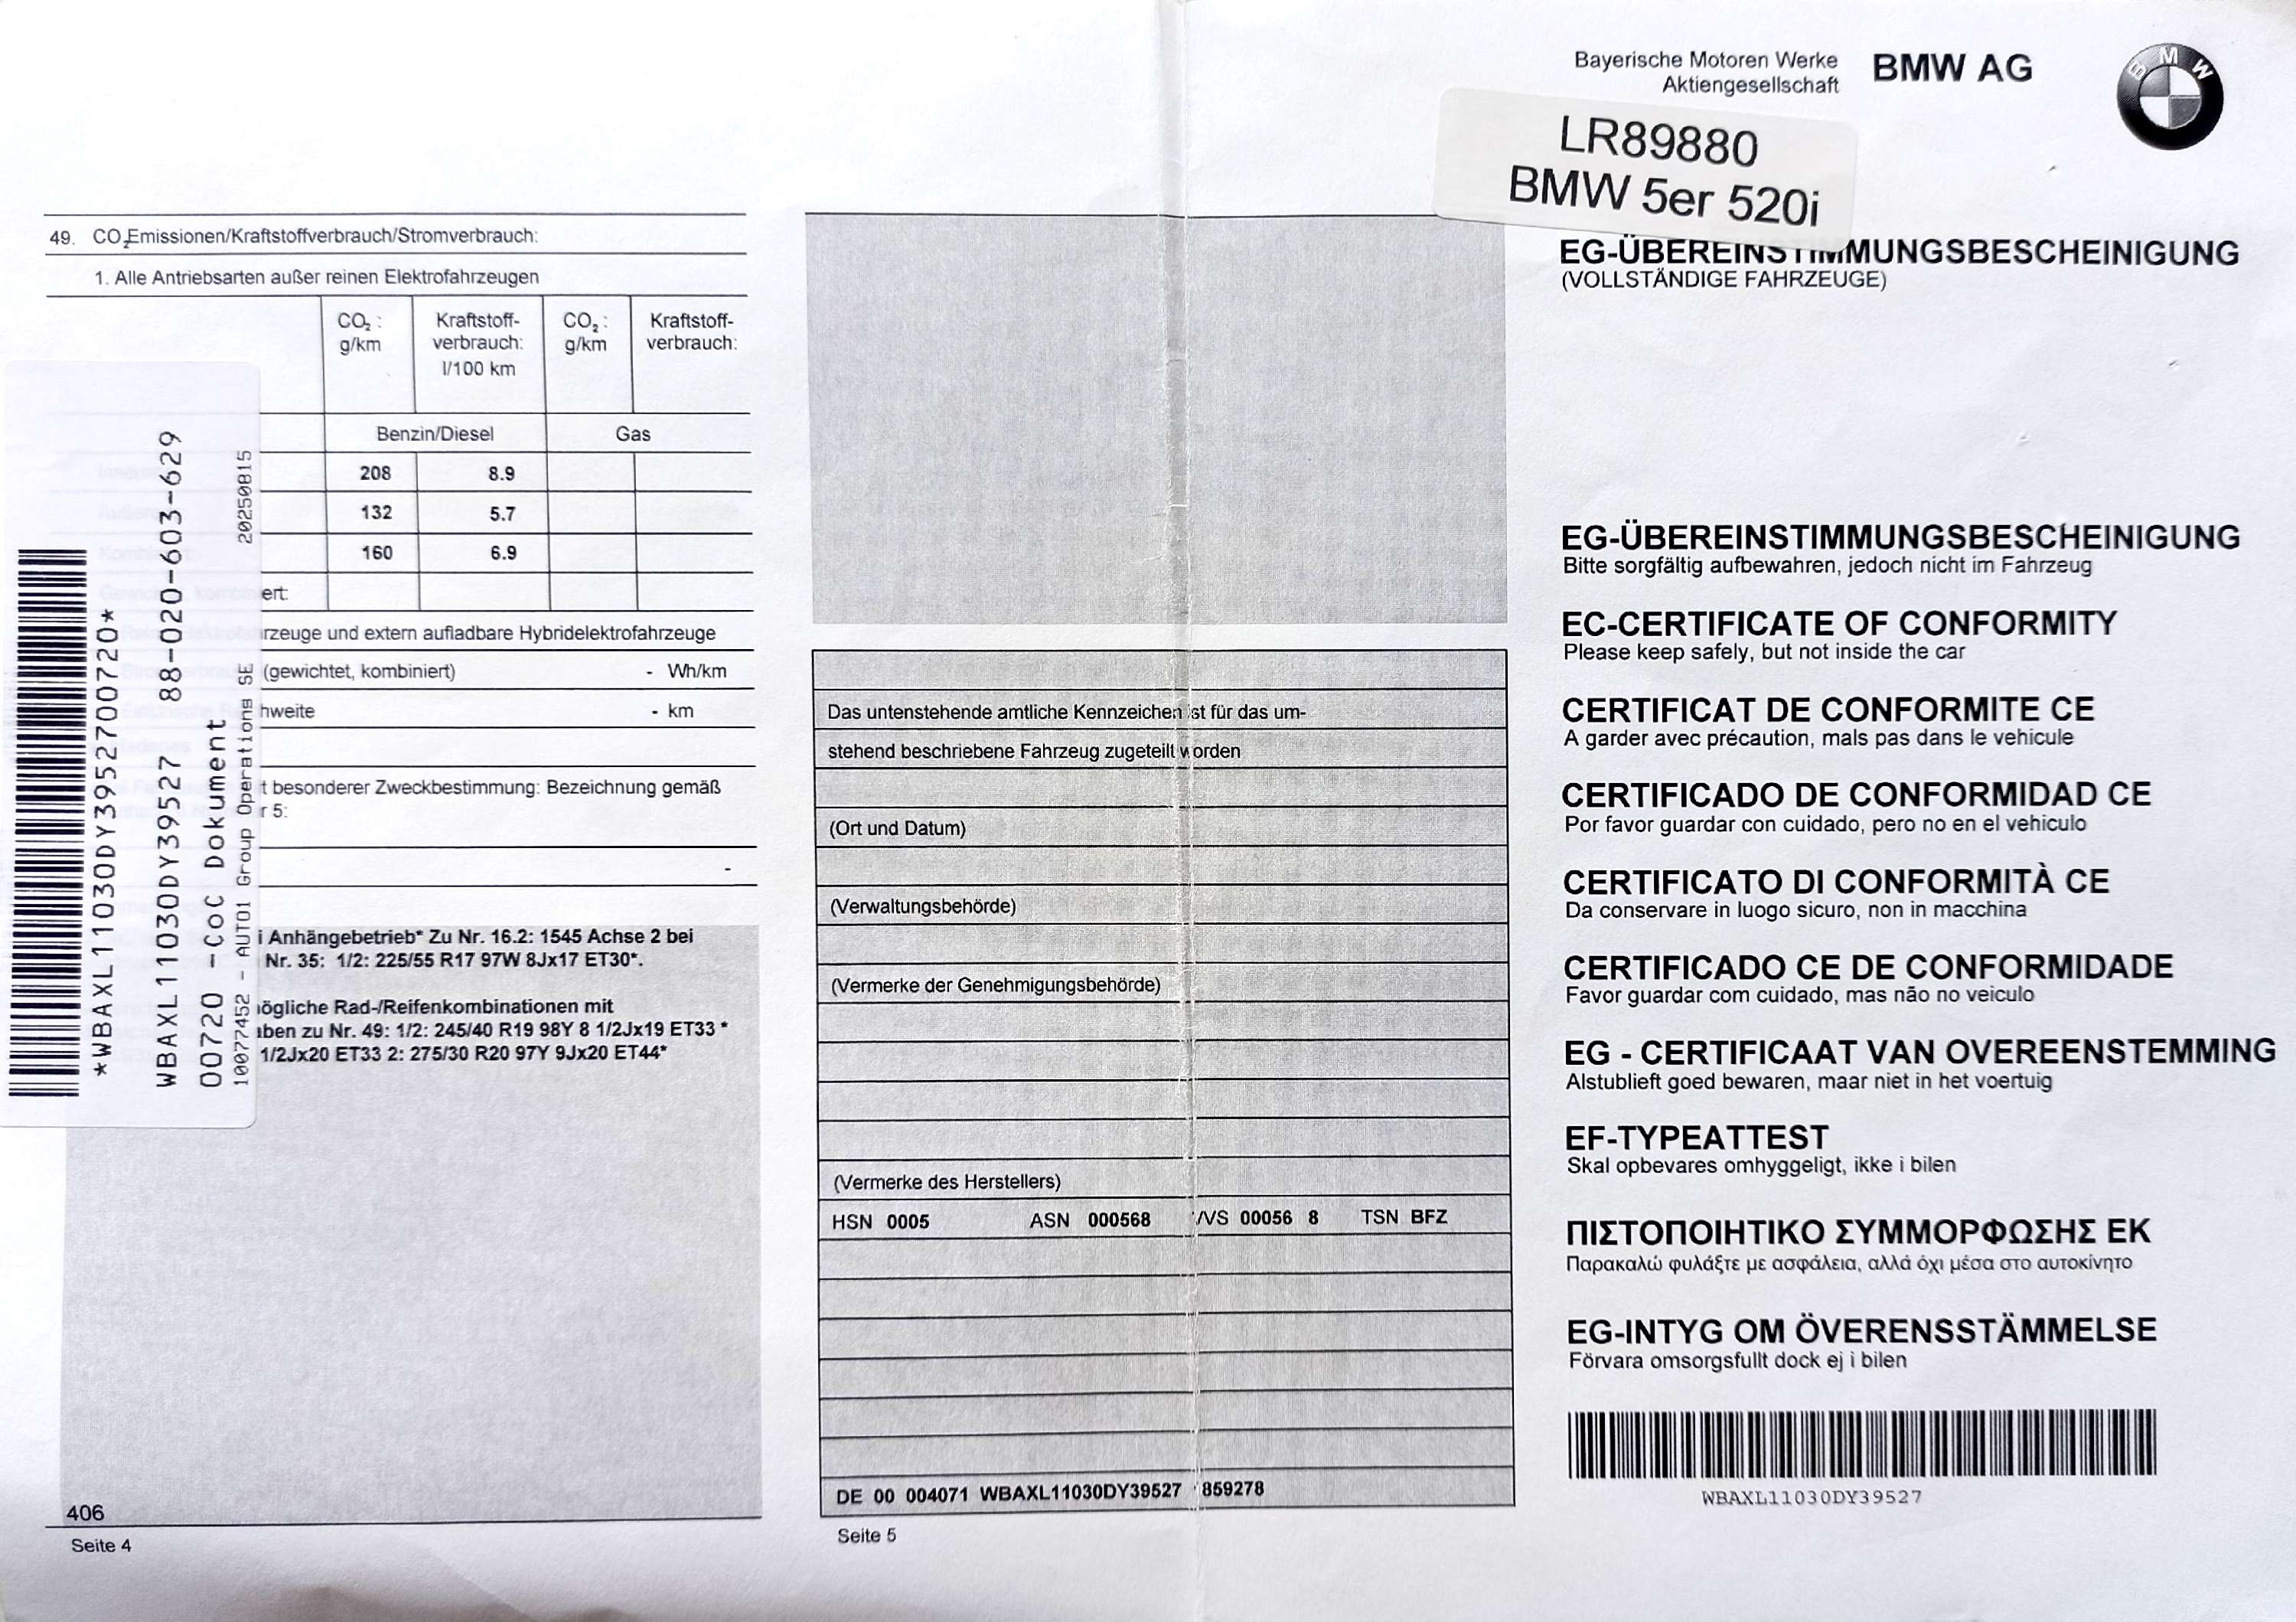 49. CO₂Emissionen/Kraftstoffverbrauch/Stromverbrauch:
1. Alle Antriebsarten außer reinen Elektrofahrzeugen
CO₂ : g/km
Kraftstoff-verbrauch: l/100 km
CO₂ : g/km
Kraftstoff-verbrauch:
Benzin/Diesel Gas
208 8.9
132 5.7
160 6.9
ert:
rzeuge und extern aufladbare Hybridelektrofahrzeuge
(gewichtet, kombiniert) - Wh/km
hweite - km
t besonderer Zweckbestimmung: Bezeichnung gemäß
r 5:
-
i Anhängebetrieb* Zu Nr. 16.2: 1545 Achse 2 bei
Nr. 35: 1/2: 225/55 R17 97W 8Jx17 ET30*.
ögliche Rad-/Reifenkombinationen mit
aben zu Nr. 49: 1/2: 245/40 R19 98Y 8 1/2Jx19 ET33 *
1/2Jx20 ET33 2: 275/30 R20 97Y 9Jx20 ET44*
406
Seite 4
*WBAXL11030DY3952700720*
WBAXL11030DY39527 88-020-603-629
00720 -CoC Dokument
10077452 - AUTO1 Group Operations SE 20250815
Das untenstehende amtliche Kennzeichen ist für das um-
stehend beschriebene Fahrzeug zugeteilt worden
(Ort und Datum)
(Verwaltungsbehörde)
(Vermerke der Genehmigungsbehörde)
(Vermerke des Herstellers)
HSN 0005 ASN 000568 VVS 00056 8 TSN BFZ
DE 00 004071 WBAXL11030DY39527 859278
Seite 5
Bayerische Motoren Werke
Aktiengesellschaft
BMW AG
BMW
LR89880
BMW 5er 520i
EG-ÜBEREINSTIMMUNGSBESCHEINIGUNG
(VOLLSTÄNDIGE FAHRZEUGE)
EG-ÜBEREINSTIMMUNGSBESCHEINIGUNG
Bitte sorgfältig aufbewahren, jedoch nicht im Fahrzeug
EC-CERTIFICATE OF CONFORMITY
Please keep safely, but not inside the car
CERTIFICAT DE CONFORMITE CE
A garder avec précaution, mals pas dans le vehicule
CERTIFICADO DE CONFORMIDAD CE
Por favor guardar con cuidado, pero no en el vehiculo
CERTIFICATO DI CONFORMITÀ CE
Da conservare in luogo sicuro, non in macchina
CERTIFICADO CE DE CONFORMIDADE
Favor guardar com cuidado, mas não no veiculo
EG - CERTIFICAAT VAN OVEREENSTEMMING
Alstublieft goed bewaren, maar niet in het voertuig
EF-TYPEATTEST
Skal opbevares omhyggeligt, ikke i bilen
ΠΙΣΤΟΠΟΙΗΤΙΚΟ ΣΥΜΜΟΡΦΩΣΗΣ ΕΚ
Παρακαλώ φυλάξτε με ασφάλεια, αλλά όχι μέσα στο αυτοκίνητο
EG-INTYG OM ÖVERENSSTÄMMELSE
Förvara omsorgsfullt dock ej i bilen
WBAXL11030DY39527